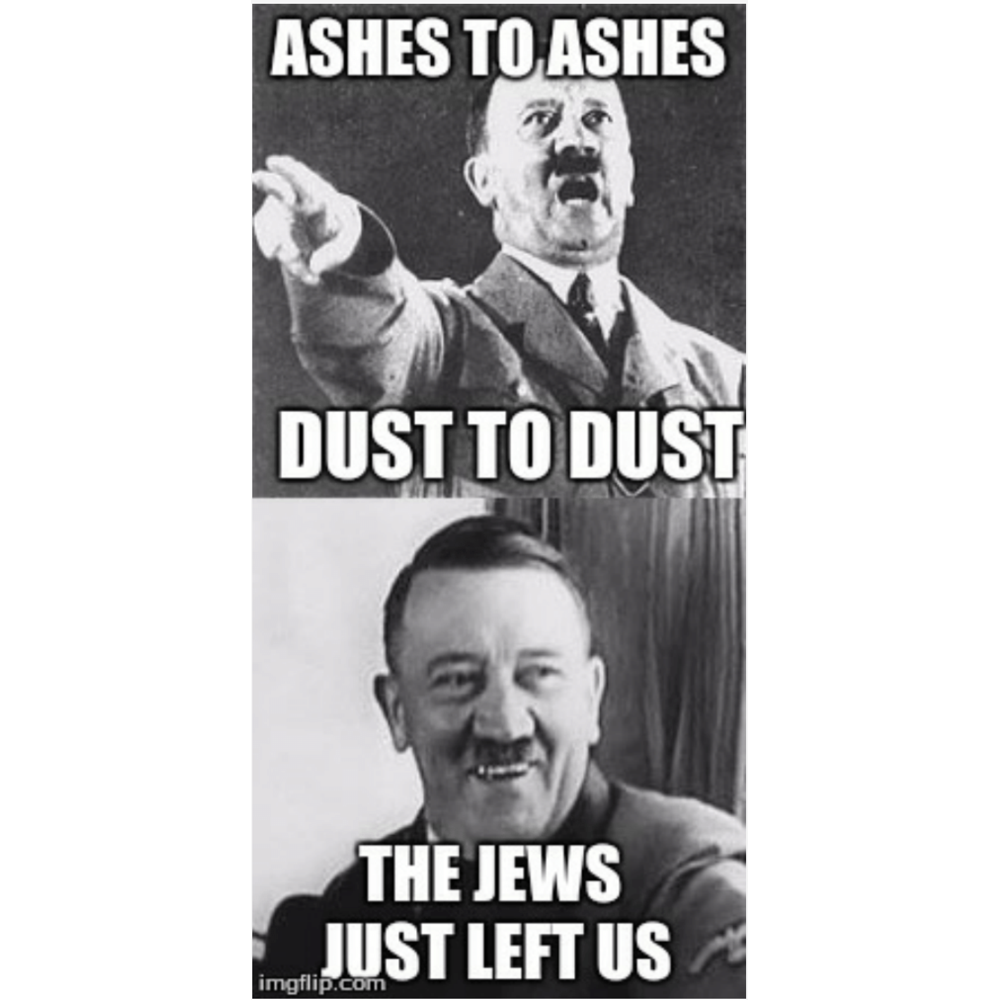 ASHES TO ASHES
DUST TO DUST
THE JEWS
JUST LEFT US
imgflip.com